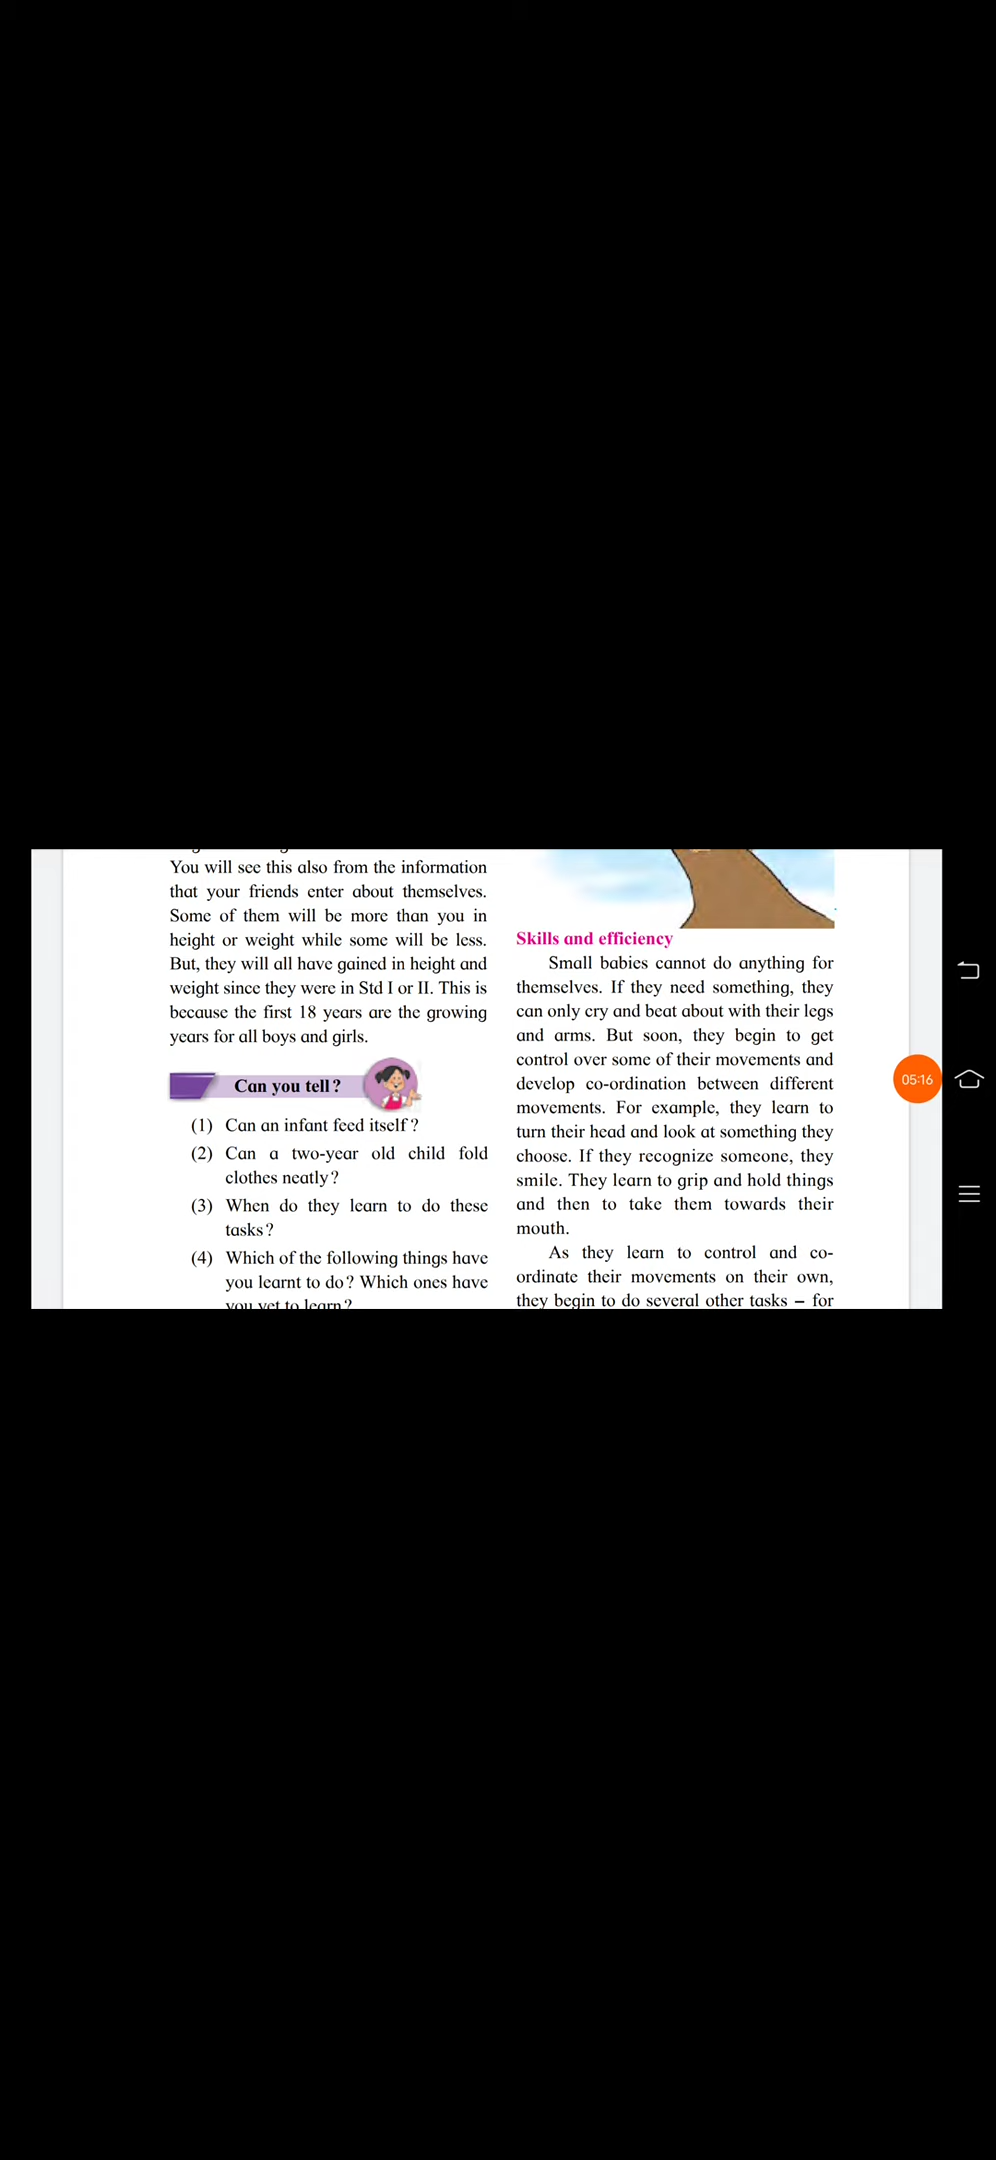 You will see this also from the information
that your friends enter about themselves.
Some of them will be more than you in
height or weight while some will be less.
But, they will all have gained in height and
weight since they were in Std I or II. This is
because the first 18 years are the growing
years for all boys and girls.
Can you tell?
(1) Can an infant feed itself?
(2) Can a two-year old child fold
clothes neatly?
(3) When do they learn to do these
tasks?
(4) Which of the following things have
you learnt to do? Which ones have
you yet to learn?
Skills and efficiency
Small babies cannot do anything for
themselves. If they need something, they
can only cry and beat about with their legs
and arms. But soon, they begin to get
control over some of their movements and
develop co-ordination between different
movements. For example, they learn to
turn their head and look at something they
choose. If they recognize someone, they
smile. They learn to grip and hold things
and then to take them towards their
mouth.
As they learn to control and co-
ordinate their movements on their own,
they begin to do several other tasks – for
05:16